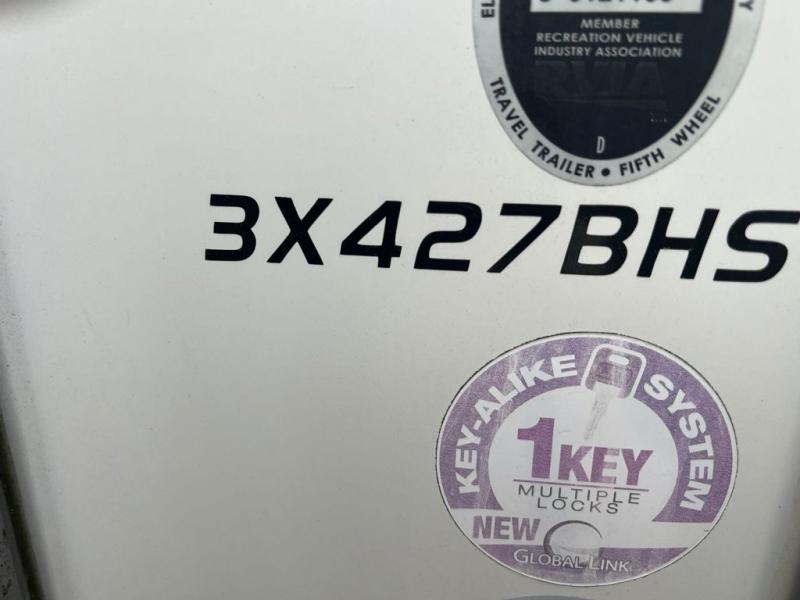 MEMBER
RECREATION VEHICLE
INDUSTRY ASSOCIATION
RVIA
D
TRAVEL TRAILER • FIFTH WHEEL
3X427BHS
KEY-ALIKE SYSTEM
1KEY
MULTIPLE
LOCKS
NEW
GLOBAL LINK